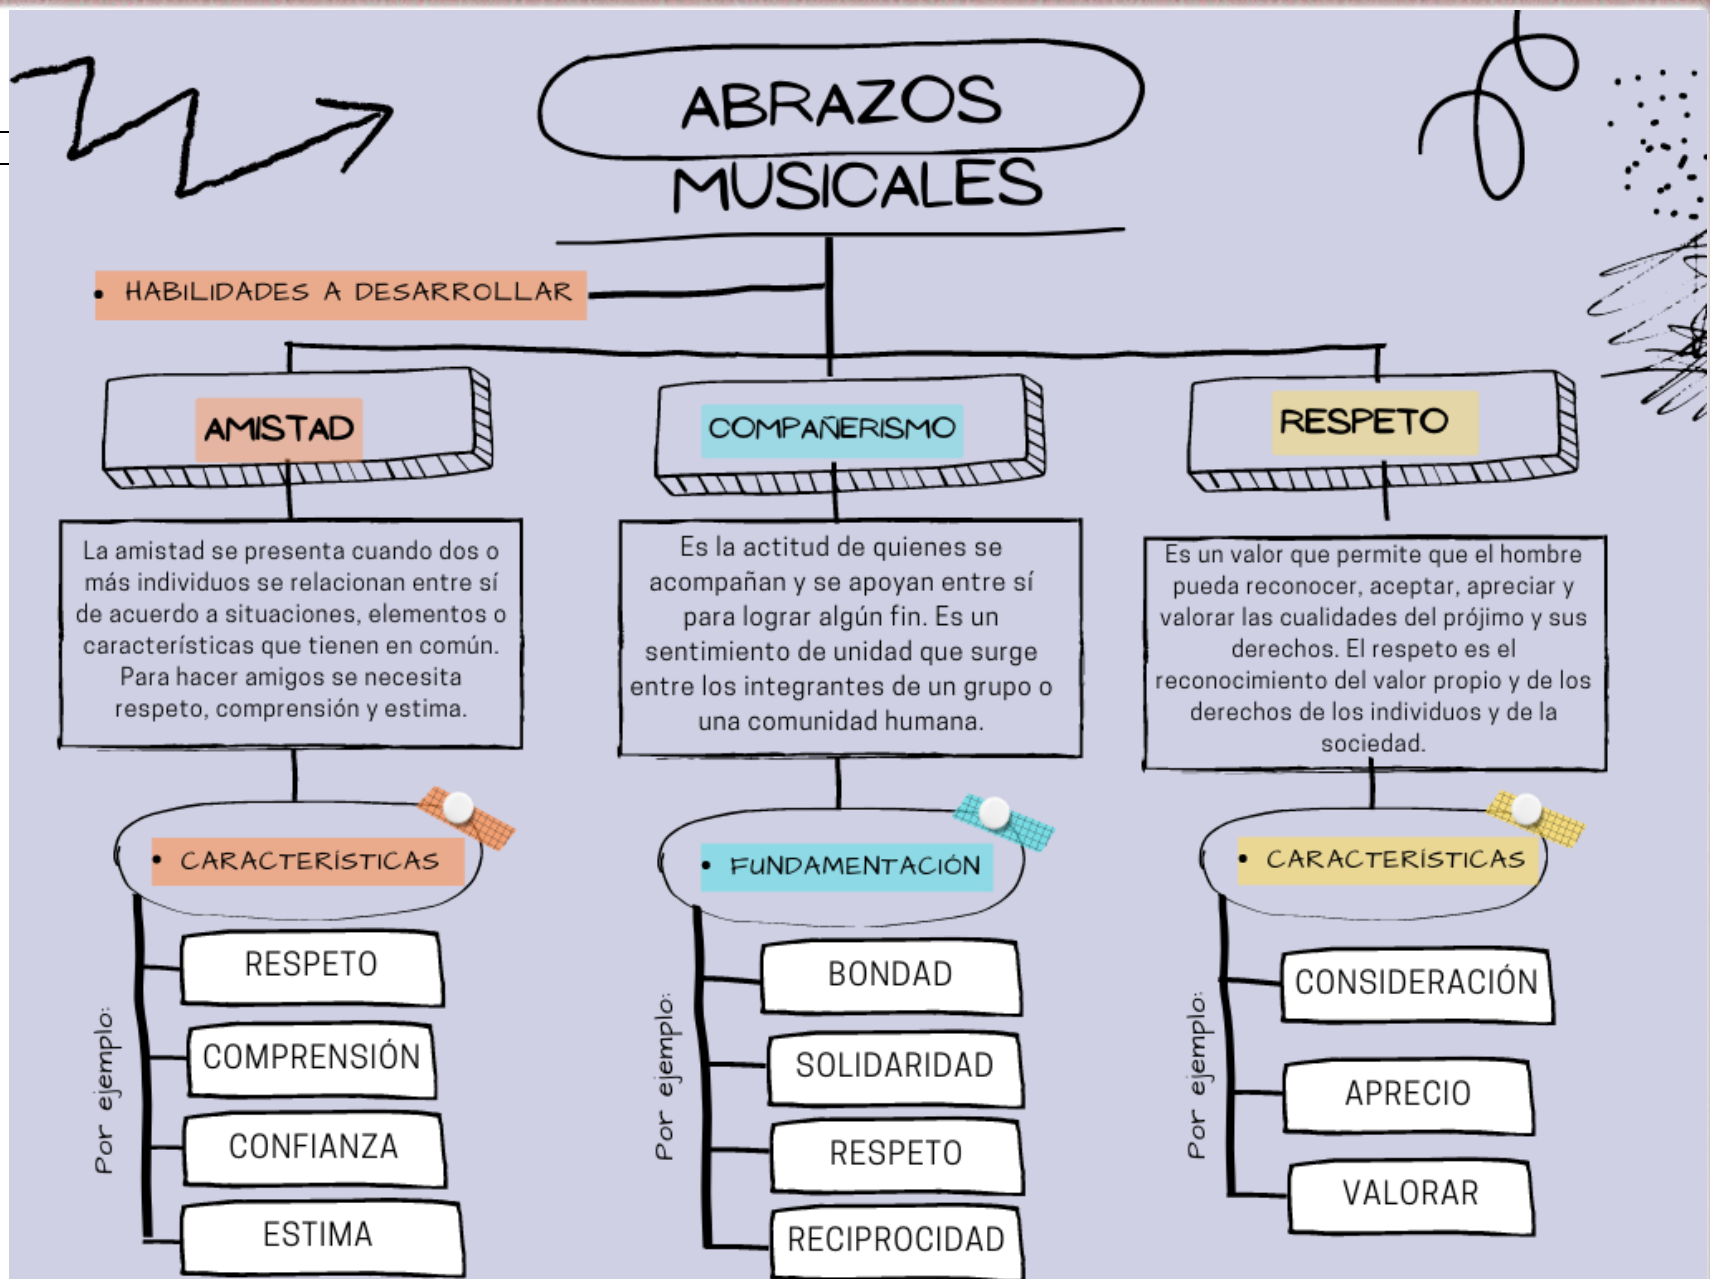 ABRAZOS
MUSICALES
• HABILIDADES A DESARROLLAR
AMISTAD
La amistad se presenta cuando dos o
más individuos se relacionan entre sí
de acuerdo a situaciones, elementos o
características que tienen en común.
Para hacer amigos se necesita
respeto, comprensión y estima.
• CARACTERÍSTICAS
Por ejemplo:
RESPETO
COMPRENSIÓN
CONFIANZA
ESTIMA
COMPAÑERISMO
Es la actitud de quienes se
acompañan y se apoyan entre sí
para lograr algún fin. Es un
sentimiento de unidad que surge
entre los integrantes de un grupo o
una comunidad humana.
• FUNDAMENTACIÓN
Por ejemplo:
BONDAD
SOLIDARIDAD
RESPETO
RECIPROCIDAD
RESPETO
Es un valor que permite que el hombre
pueda reconocer, aceptar, apreciar y
valorar las cualidades del prójimo y sus
derechos. El respeto es el
reconocimiento del valor propio y de los
derechos de los individuos y de la
sociedad.
• CARACTERÍSTICAS
Por ejemplo:
CONSIDERACIÓN
APRECIO
VALORAR